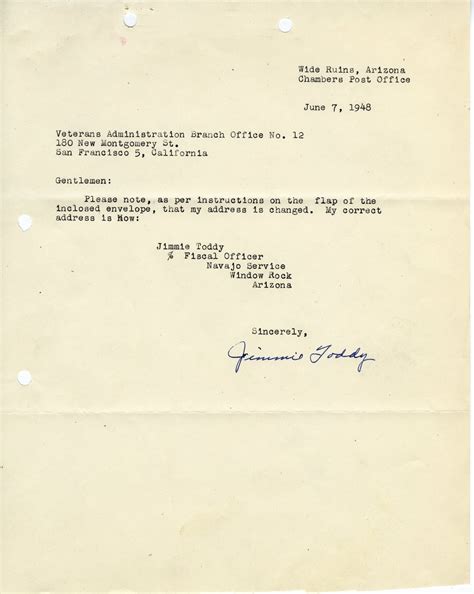 Wide Ruins, Arizona
Chambers Post Office
June 7, 1948
Veterans Administration Branch Office No. 12
180 New Montgomery St.
San Francisco 5, California
Gentlemen:
Please note, as per instructions on the flap of the
inclosed envelope, that my address is changed. My correct
address is Now:
Jimmie Toddy
% Fiscal Officer
Navajo Service
Window Rock
Arizona
Sincerely,
Jimmie Toddy